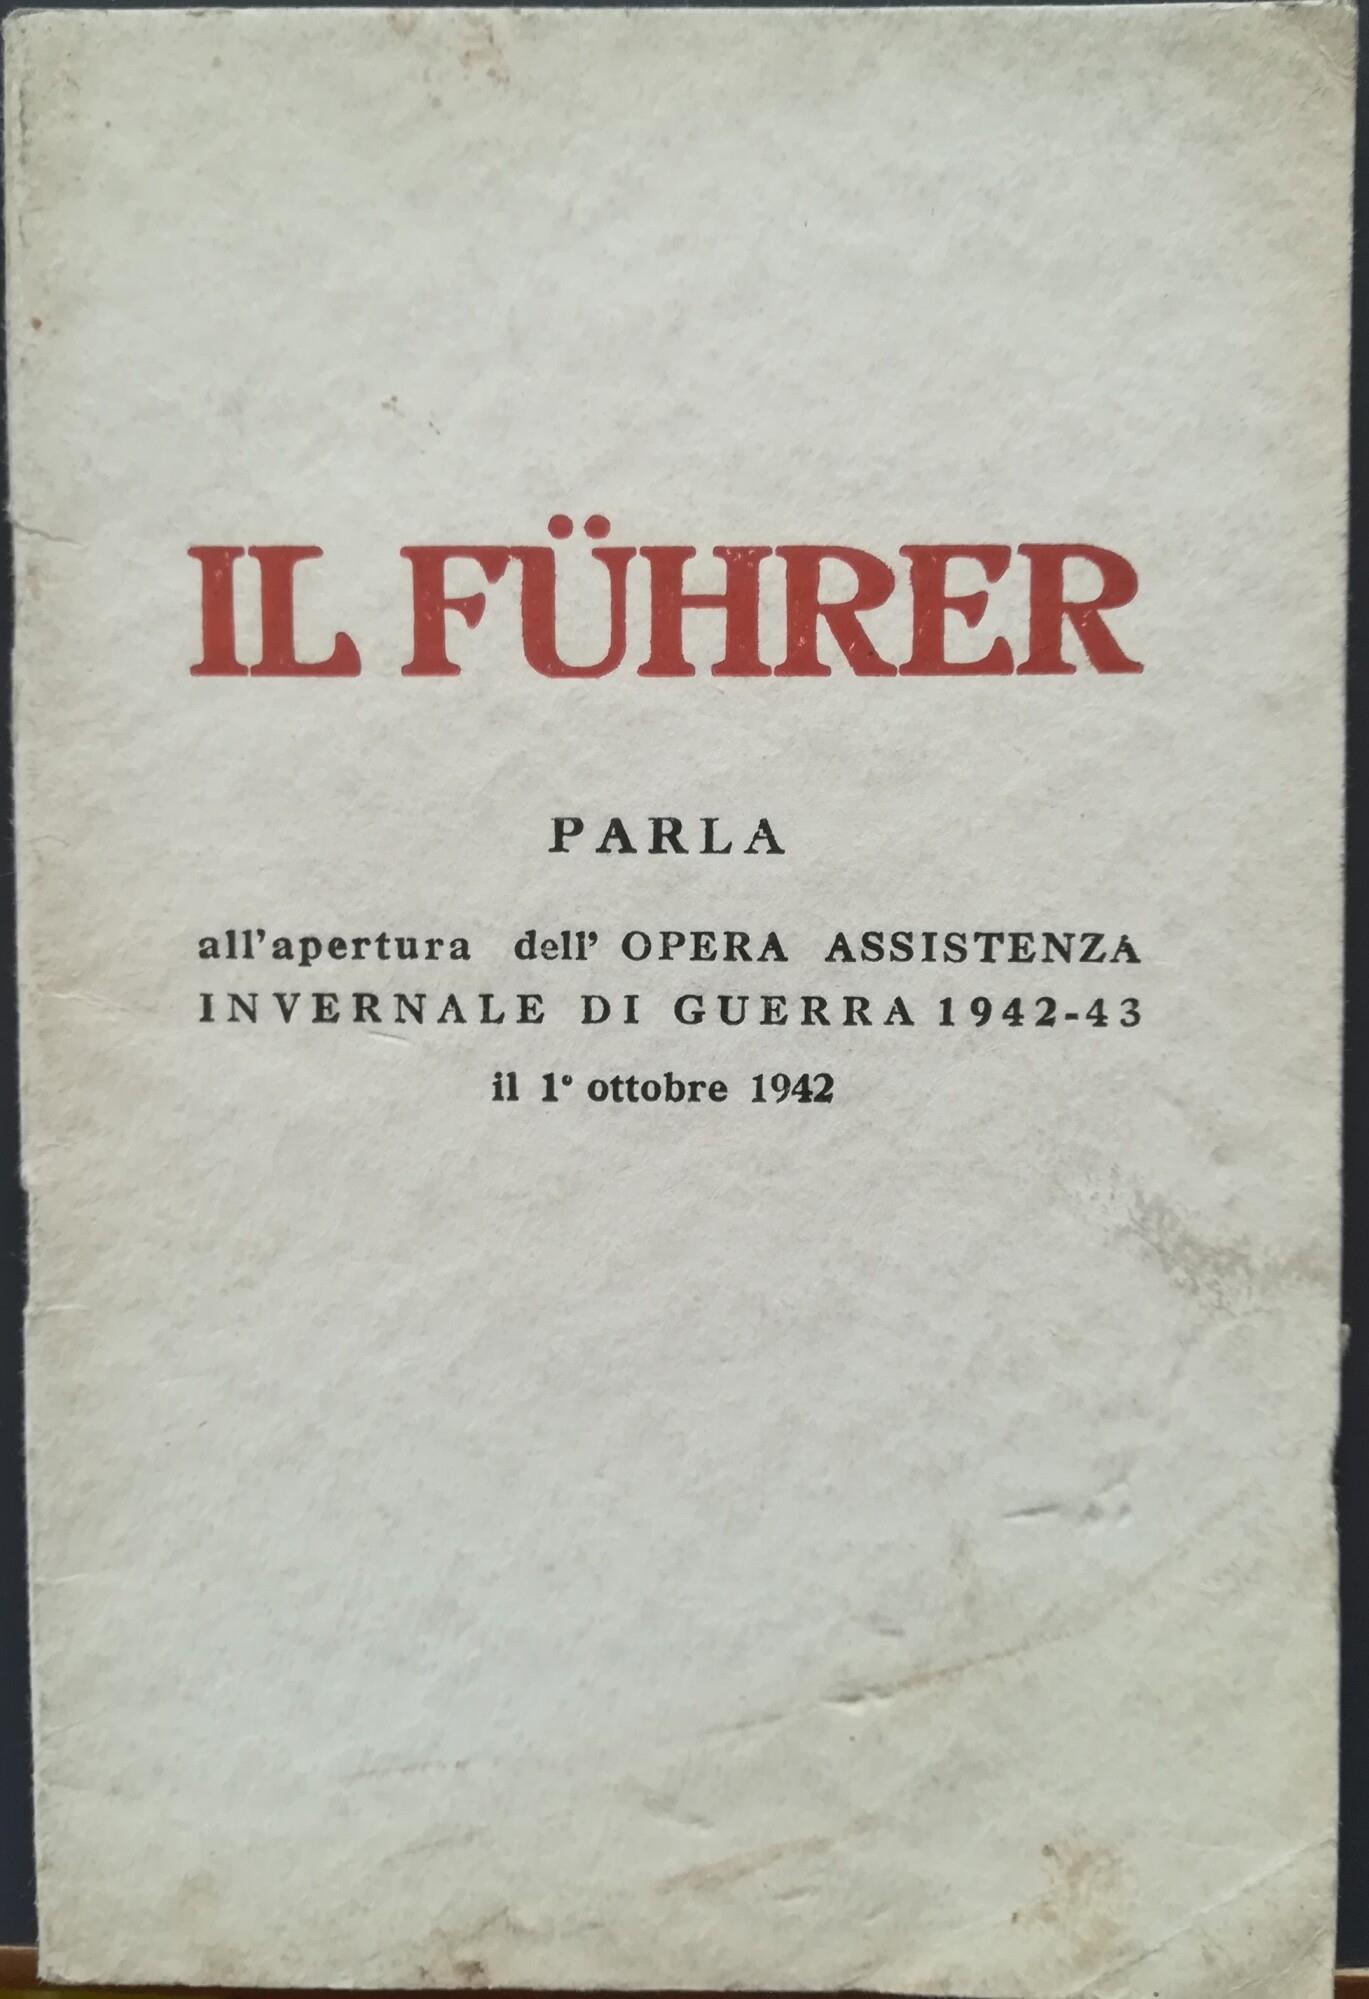 IL FÜHRER
PARLA
all'apertura dell' OPERA ASSISTENZA
INVERNALE DI GUERRA 1942-43
il 1° ottobre 1942